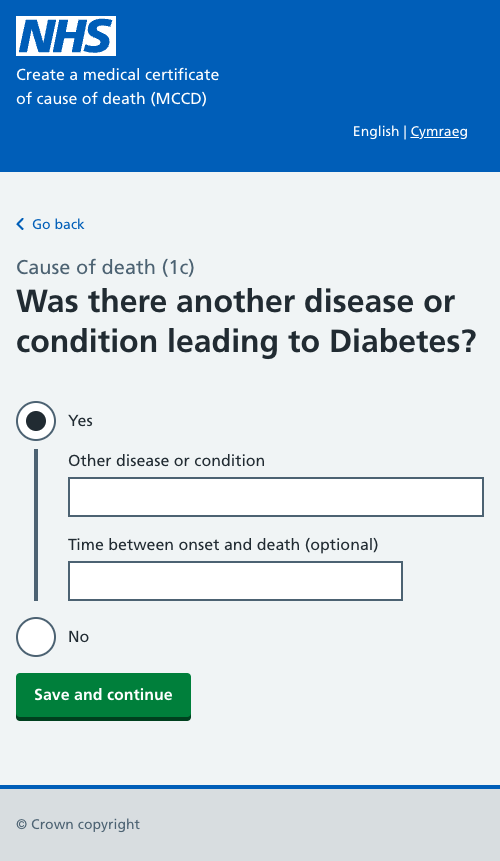 NHS
Create a medical certificate
of cause of death (MCCD)
English | Cymraeg
Go back
Cause of death (1c)
Was there another disease or
condition leading to Diabetes?
Yes
Other disease or condition
Time between onset and death (optional)
No
Save and continue
© Crown copyright